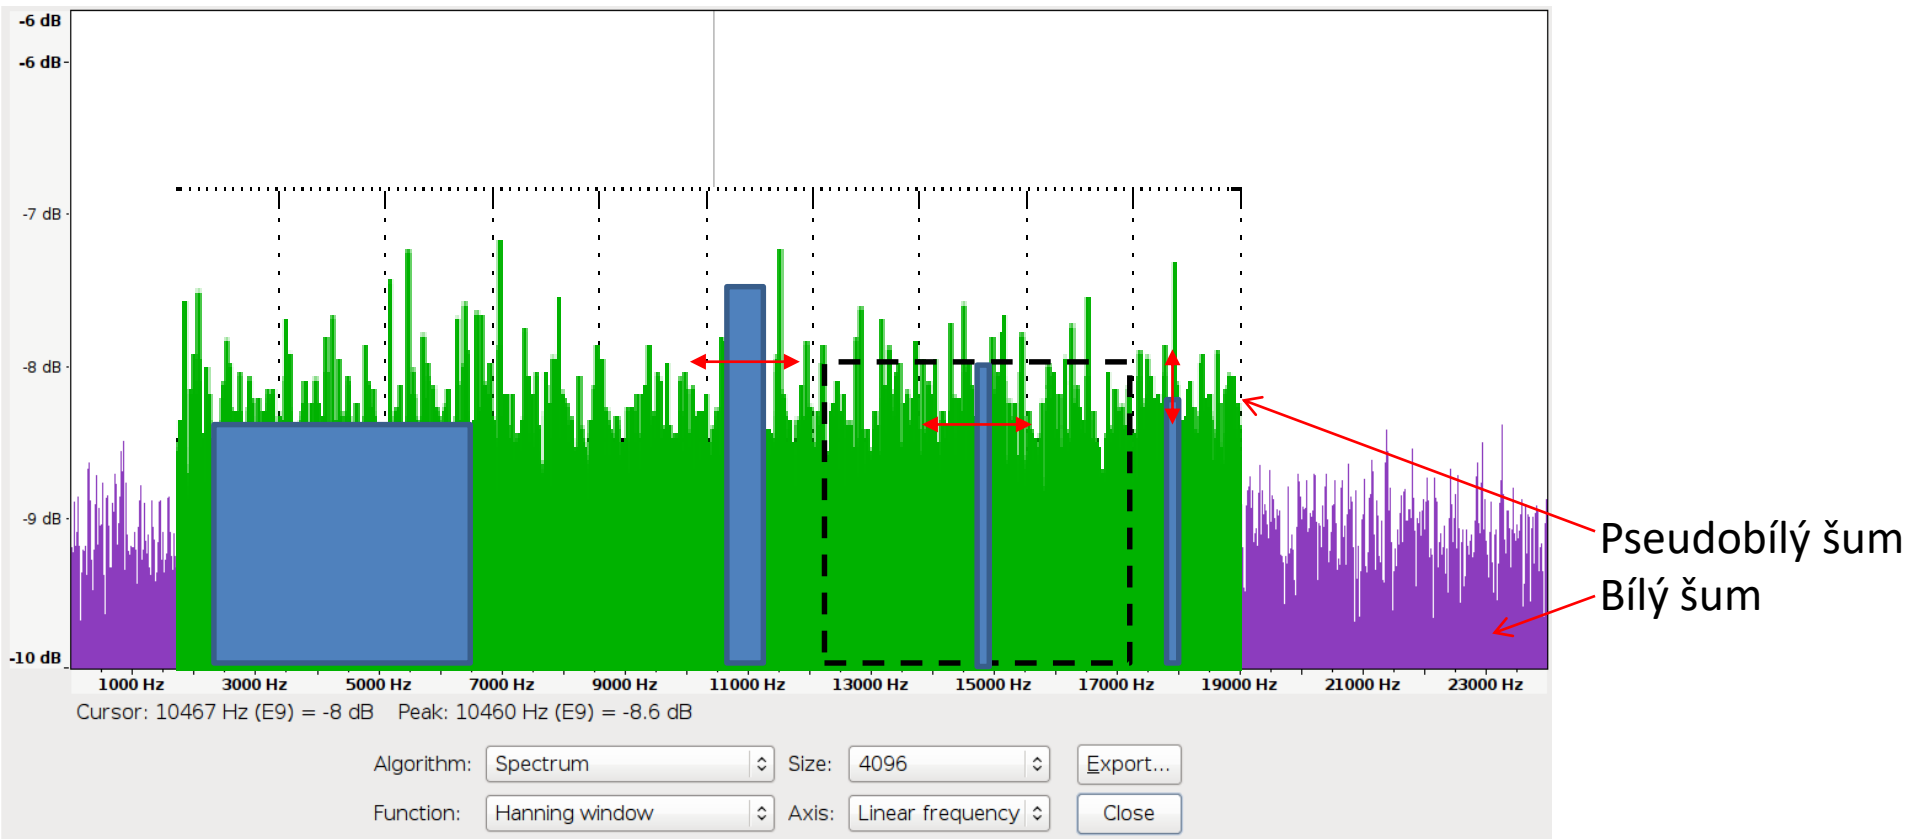 -6 dB
-6 dB
-7 dB
-8 dB
-9 dB
-10 dB
1000 Hz 3000 Hz 5000 Hz 7000 Hz 9000 Hz 11000 Hz 13000 Hz 15000 Hz 17000 Hz 19000 Hz 21000 Hz 23000 Hz
Pseudobílý šum
Bílý šum
Cursor: 10467 Hz (E9) = -8 dB Peak: 10460 Hz (E9) = -8.6 dB
Algorithm: Spectrum Size: 4096 Export...
Function: Hanning window Axis: Linear frequency Close